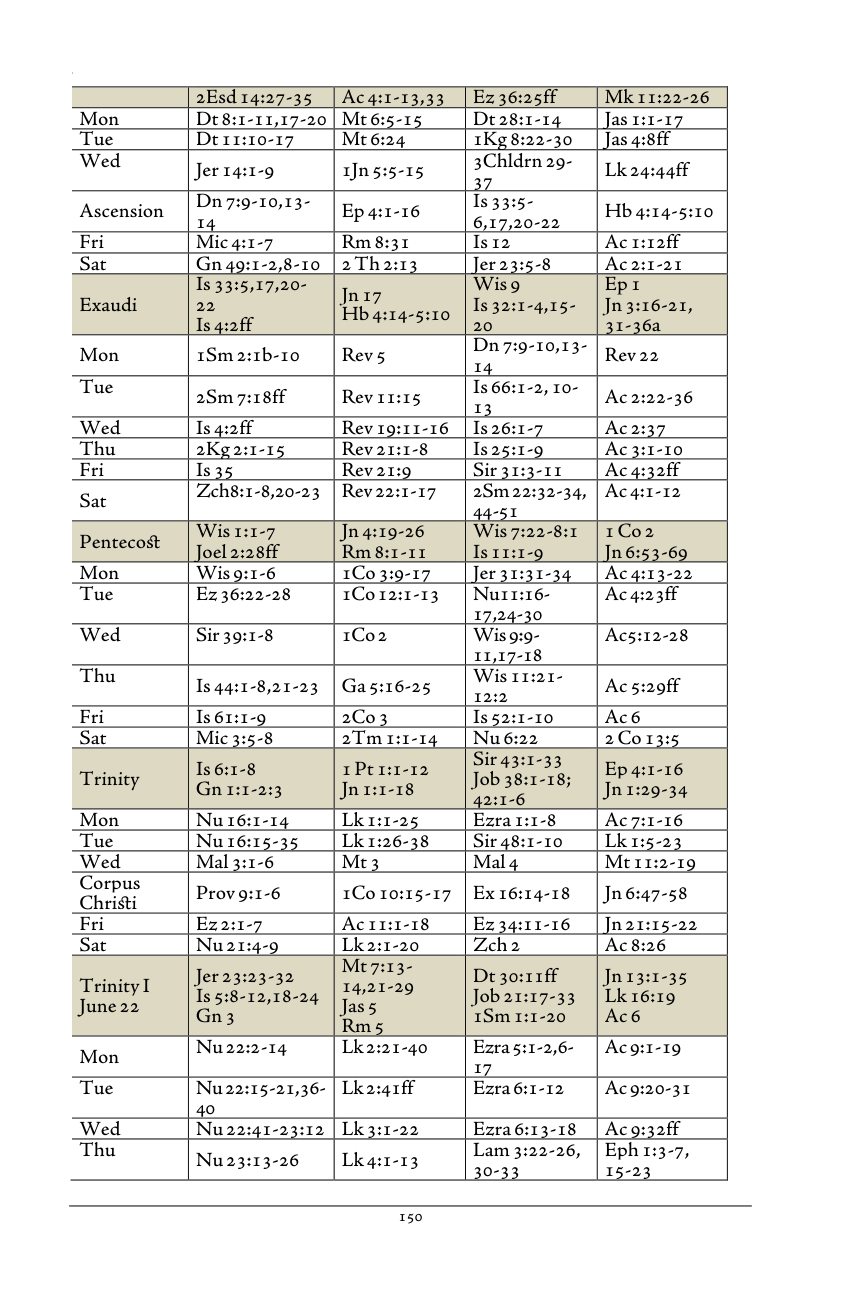 2Esd 14:27-35 Ac 4:1-13,33 Ez 36:25ff Mk 11:22-26
Mon Dt 8:1-11,17-20 Mt 6:5-15 Dt 28:1-14 Jas 1:1-17
Tue Dt 11:10-17 Mt 6:24 1Kg 8:22-30 Jas 4:8ff
Wed Jer 14:1-9 1Jn 5:5-15 3Chldrn 29-
37 Lk 24:44ff
Ascension Dn 7:9-10,13-
14 Ep 4:1-16 Is 33:5-
6,17,20-22 Hb 4:14-5:10
Fri Mic 4:1-7 Rm 8:31 Is 12 Ac 1:12ff
Sat Gn 49:1-2,8-10 2 Th 2:13 Jer 23:5-8 Ac 2:1-21
Exaudi Is 33:5,17,20-
22
Is 4:2ff Jn 17
Hb 4:14-5:10 Wis 9
Is 32:1-4,15-
20 Ep 1
Jn 3:16-21,
31-36a
Mon 1Sm 2:1b-10 Rev 5 Dn 7:9-10,13-
14 Rev 22
Tue 2Sm 7:18ff Rev 11:15 Is 66:1-2, 10-
13 Ac 2:22-36
Wed Is 4:2ff Rev 19:11-16 Is 26:1-7 Ac 2:37
Thu 2Kg 2:1-15 Rev 21:1-8 Is 25:1-9 Ac 3:1-10
Fri Is 35 Rev 21:9 Sir 31:3-11 Ac 4:32ff
Sat Zch8:1-8,20-23 Rev 22:1-17 2Sm 22:32-34,
44-51 Ac 4:1-12
Pentecost Wis 1:1-7
Joel 2:28ff Jn 4:19-26
Rm 8:1-11 Wis 7:22-8:1
Is 11:1-9 1 Co 2
Jn 6:53-69
Mon Wis 9:1-6 1Co 3:9-17 Jer 31:31-34 Ac 4:13-22
Tue Ez 36:22-28 1Co 12:1-13 Nu11:16-
17,24-30 Ac 4:23ff
Wed Sir 39:1-8 1Co 2 Wis 9:9-
11,17-18 Ac5:12-28
Thu Is 44:1-8,21-23 Ga 5:16-25 Wis 11:21-
12:2 Ac 5:29ff
Fri Is 61:1-9 2Co 3 Is 52:1-10 Ac 6
Sat Mic 3:5-8 2Tm 1:1-14 Nu 6:22 2 Co 13:5
Trinity Is 6:1-8
Gn 1:1-2:3 1 Pt 1:1-12
Jn 1:1-18 Sir 43:1-33
Job 38:1-18;
42:1-6 Ep 4:1-16
Jn 1:29-34
Mon Nu 16:1-14 Lk 1:1-25 Ezra 1:1-8 Ac 7:1-16
Tue Nu 16:15-35 Lk 1:26-38 Sir 48:1-10 Lk 1:5-23
Wed Mal 3:1-6 Mt 3 Mal 4 Mt 11:2-19
Corpus
Christi Prov 9:1-6 1Co 10:15-17 Ex 16:14-18 Jn 6:47-58
Fri Ez 2:1-7 Ac 11:1-18 Ez 34:11-16 Jn 21:15-22
Sat Nu 21:4-9 Lk 2:1-20 Zch 2 Ac 8:26
Trinity I
June 22 Jer 23:23-32
Is 5:8-12,18-24
Gn 3 Mt 7:13-
14,21-29
Jas 5
Rm 5 Dt 30:11ff
Job 21:17-33
1Sm 1:1-20 Jn 13:1-35
Lk 16:19
Ac 6
Mon Nu 22:2-14 Lk 2:21-40 Ezra 5:1-2,6-
17 Ac 9:1-19
Tue Nu 22:15-21,36-
40 Lk 2:41ff Ezra 6:1-12 Ac 9:20-31
Wed Nu 22:41-23:12 Lk 3:1-22 Ezra 6:13-18 Ac 9:32ff
Thu Nu 23:13-26 Lk 4:1-13 Lam 3:22-26,
30-33 Eph 1:3-7,
15-23
150